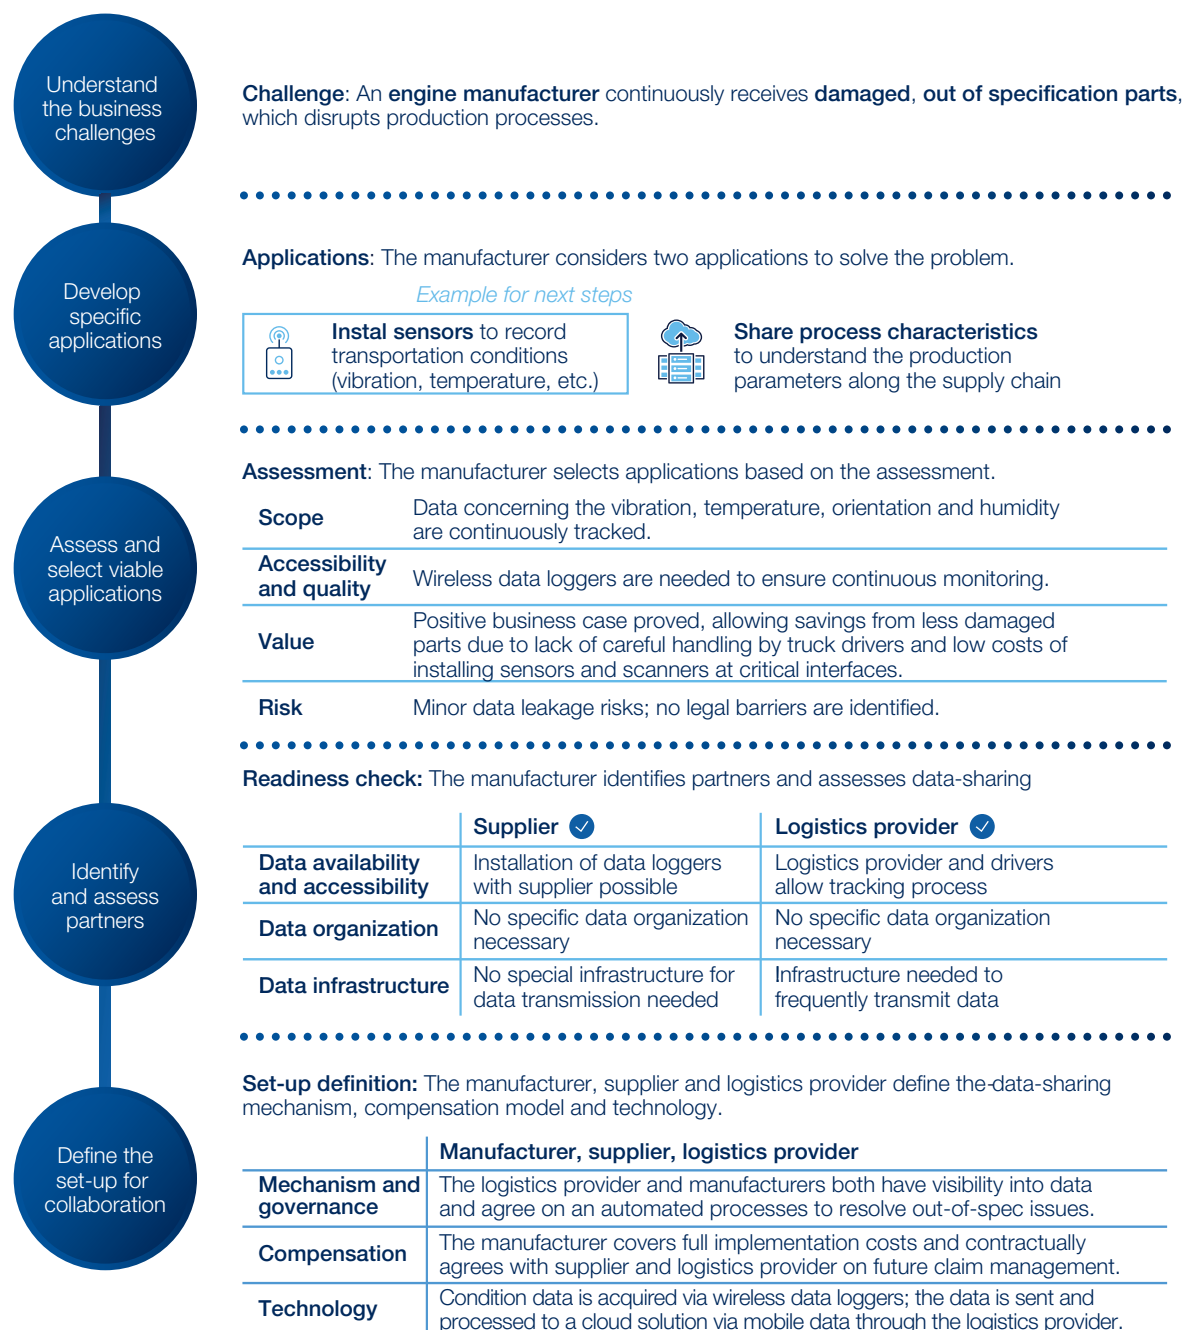 Understand
the business
challenges
Challenge: An engine manufacturer continuously receives damaged, out of specification parts,
which disrupts production processes.
Develop
specific
applications
Applications: The manufacturer considers two applications to solve the problem.
Example for next steps
Instal sensors to record
transportation conditions
(vibration, temperature, etc.)
Share process characteristics
to understand the production
parameters along the supply chain
Assess and
select viable
applications
Assessment: The manufacturer selects applications based on the assessment.
Scope
Data concerning the vibration, temperature, orientation and humidity
are continuously tracked.
Accessibility
and quality
Wireless data loggers are needed to ensure continuous monitoring.
Value
Positive business case proved, allowing savings from less damaged
parts due to lack of careful handling by truck drivers and low costs of
installing sensors and scanners at critical interfaces.
Risk
Minor data leakage risks; no legal barriers are identified.
Identify
and assess
partners
Readiness check: The manufacturer identifies partners and assesses data-sharing
Supplier
Logistics provider
Data availability
and accessibility
Installation of data loggers
with supplier possible
Logistics provider and drivers
allow tracking process
Data organization
No specific data organization
necessary
No specific data organization
necessary
Data infrastructure
No special infrastructure for
data transmission needed
Infrastructure needed to
frequently transmit data
Define the
set-up for
collaboration
Set-up definition: The manufacturer, supplier and logistics provider define the-data-sharing
mechanism, compensation model and technology.
Manufacturer, supplier, logistics provider
Mechanism and
governance
The logistics provider and manufacturers both have visibility into data
and agree on an automated processes to resolve out-of-spec issues.
Compensation
The manufacturer covers full implementation costs and contractually
agrees with supplier and logistics provider on future claim management.
Technology
Condition data is acquired via wireless data loggers; the data is sent and
processed to a cloud solution via mobile data through the logistics provider.